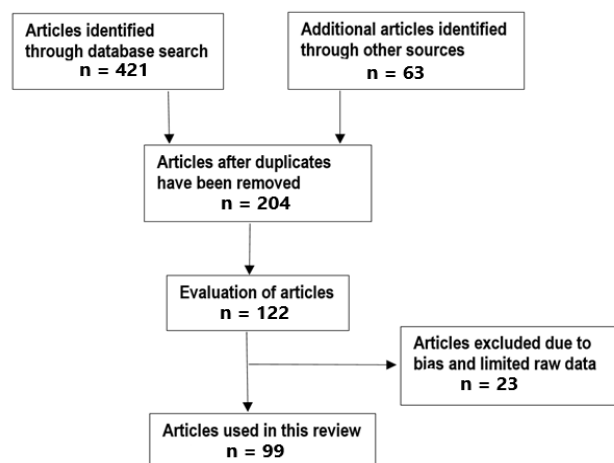 Articles identified
through database search
n = 421
Additional articles identified
through other sources
n = 63
Articles after duplicates
have been removed
n = 204
Evaluation of articles
n = 122
Articles excluded due to
bias and limited raw data
n = 23
Articles used in this review
n = 99